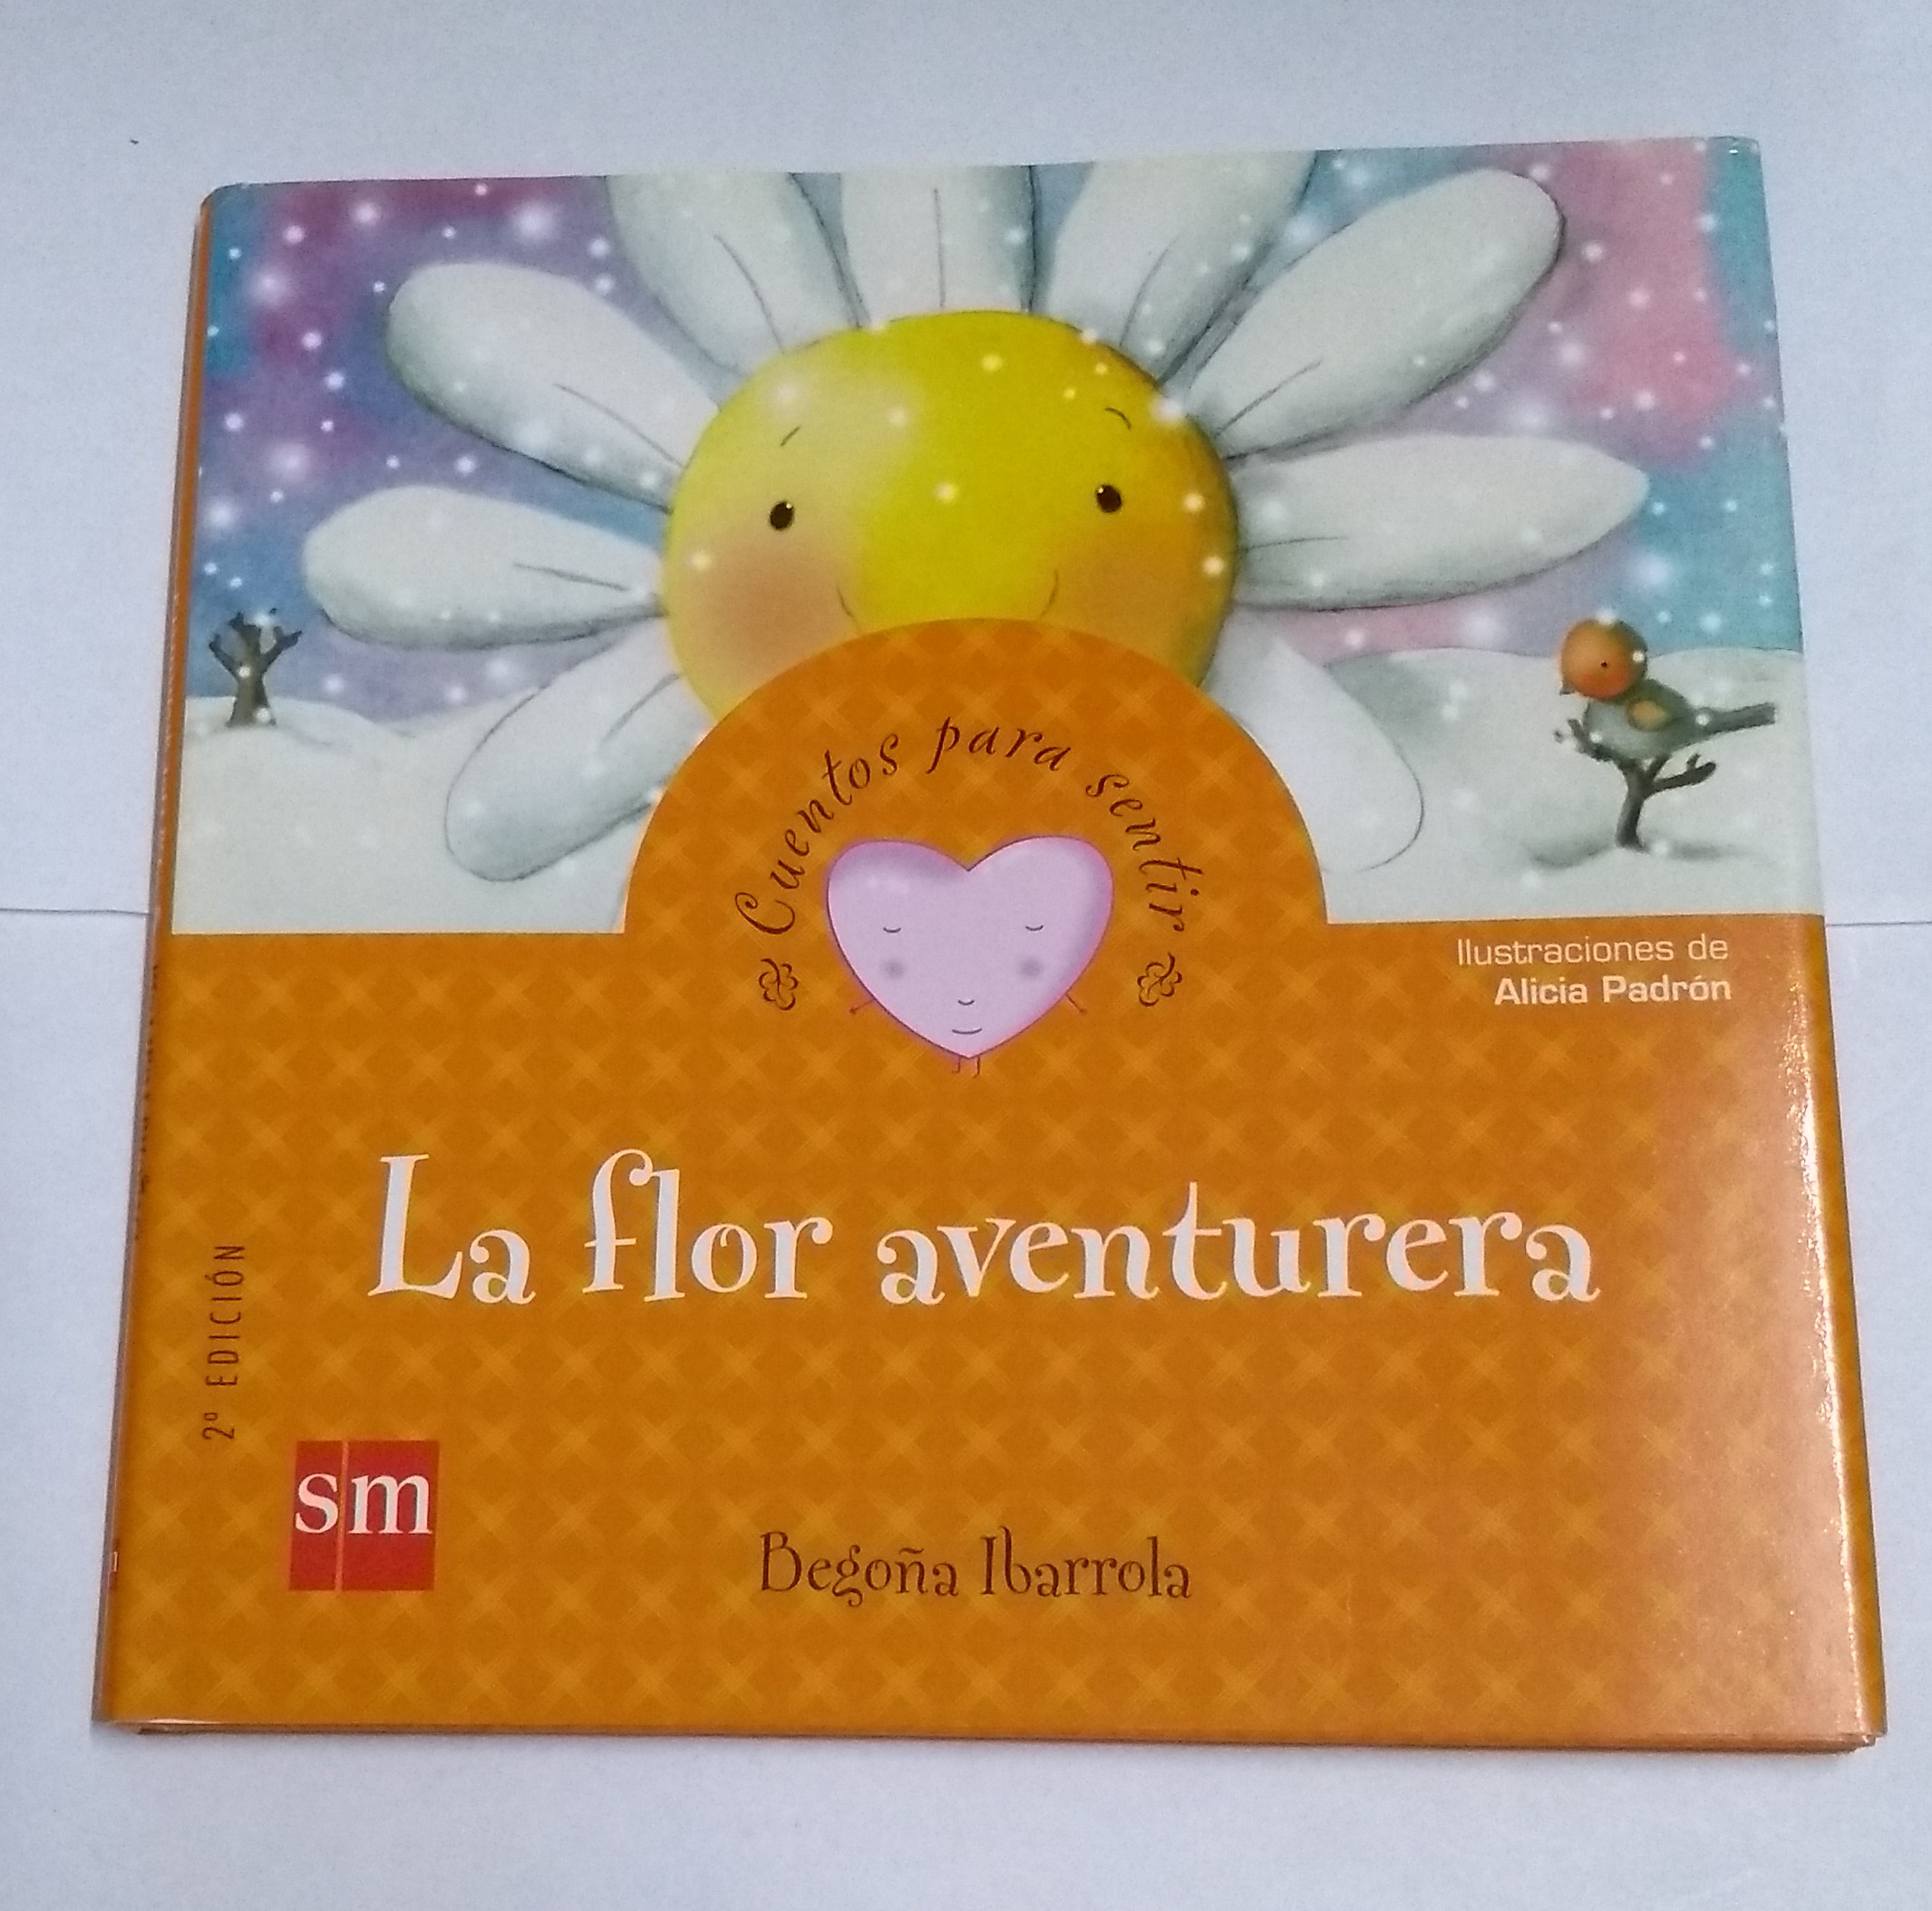 Cuentos para sentir
Ilustraciones de
Alicia Padrón
La flor aventurera
2ª EDICIÓN
sm
Begoña Ibarrola